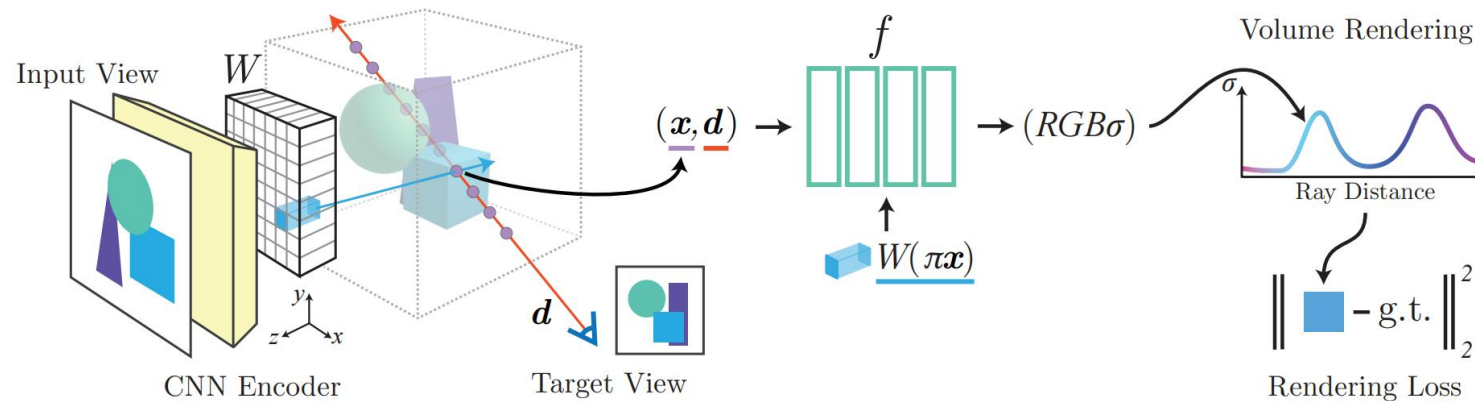 Input View
W
CNN Encoder
y
z
x
d
Target View
(x, d)
f
W(πx)
(RGBσ)
Volume Rendering
σ
Ray Distance
‖ - g.t. ‖ 2 2
Rendering Loss